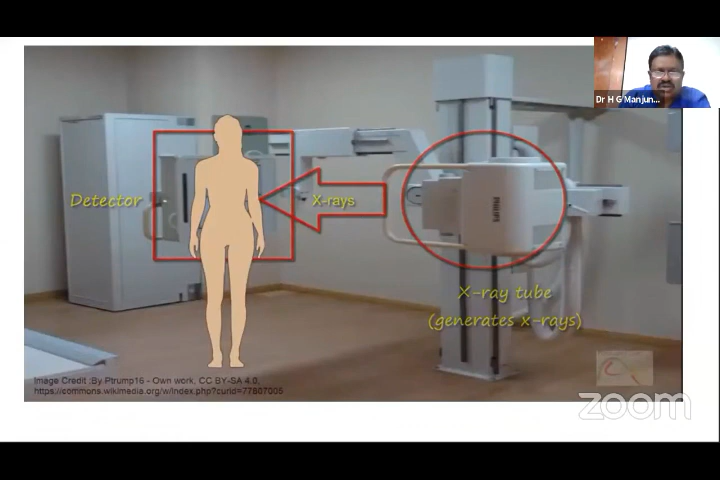 Dr H G Manjun...
Detector
X-rays
PHILIPS
X-ray tube
(generates x-rays)
Image Credit :By Ptrump16 - Own work, CC BY-SA 4.0,
https://commons.wikimedia.org/w/index.php?curid=77807005
zoom